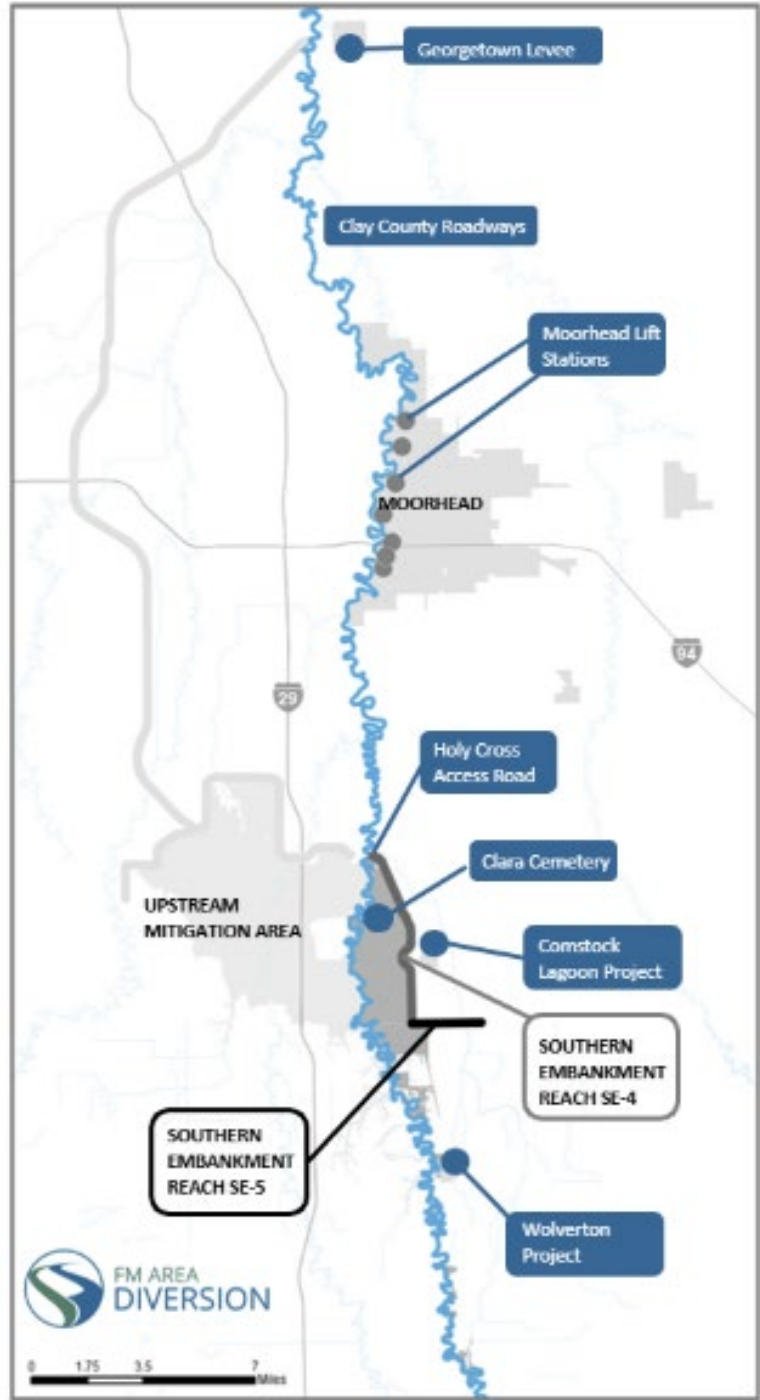 Georgetown Levee
Clay County Roadways
Moorhead Lift
Stations
MOORHEAD
94
29
Holy Cross
Access Road
Clara Cemetery
UPSTREAM
MITIGATION AREA
Comstock
Lagoon Project
SOUTHERN
EMBANKMENT
REACH SE-4
SOUTHERN
EMBANKMENT
REACH SE-5
Wolverton
Project
FM AREA
DIVERSION
0 1.75 3.5 7
Miles